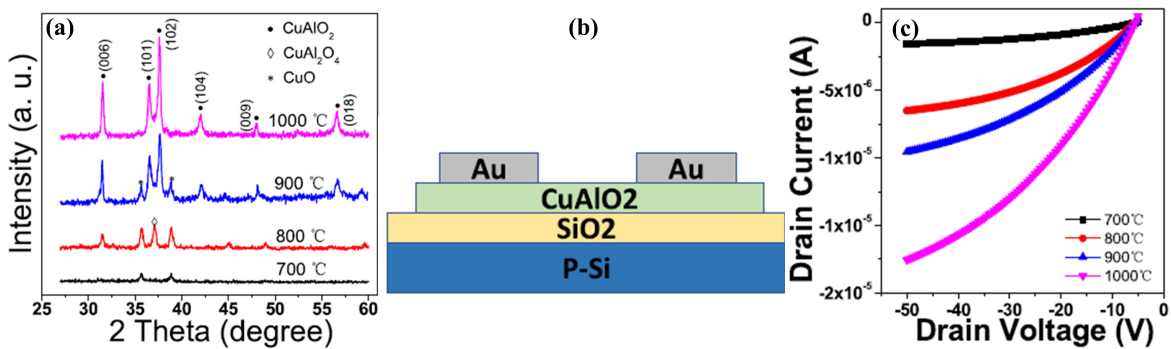 (a)
• CuAlO₂
◊ CuAl₂O₄
* CuO
(006)
(101)
(102)
(104)
(009)
(018)
1000 ℃
900 ℃
800 ℃
700 ℃
Intensity (a. u.)
25 30 35 40 45 50 55 60
2 Theta (degree)
(b)
Au
Au
CuAlO2
SiO2
P-Si
(c)
Drain Current (A)
0
-5x10⁻⁶
-1x10⁻⁵
-1x10⁻⁵
-2x10⁻⁵
700℃
800℃
900℃
1000℃
-50 -40 -30 -20 -10 0
Drain Voltage (V)